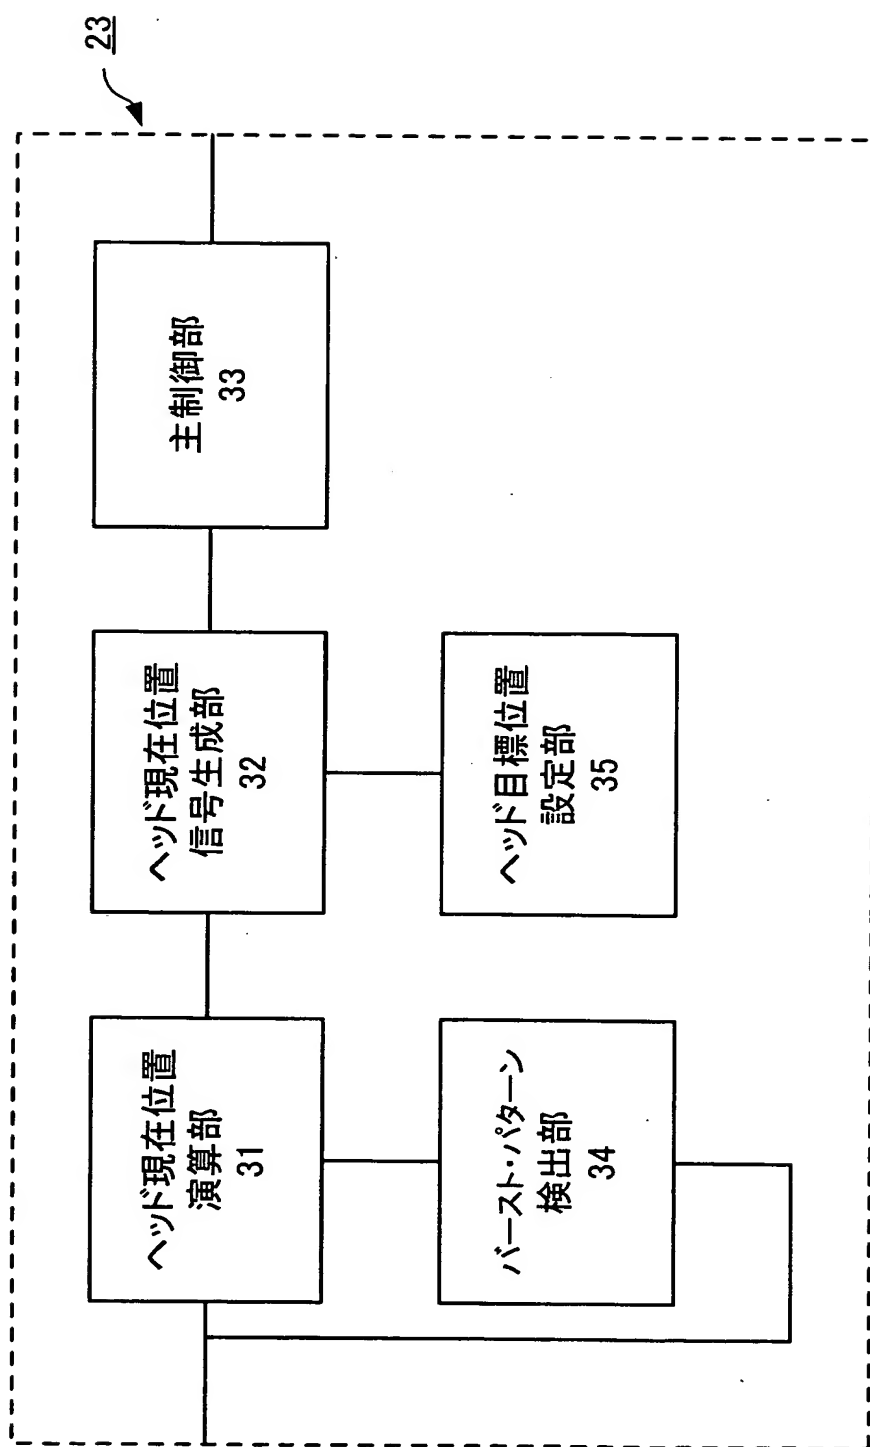 23
ヘッド現在位置
演算部
31
ヘッド現在位置
信号生成部
32
主制御部
33
バースト・パターン
検出部
34
ヘッド目標位置
設定部
35